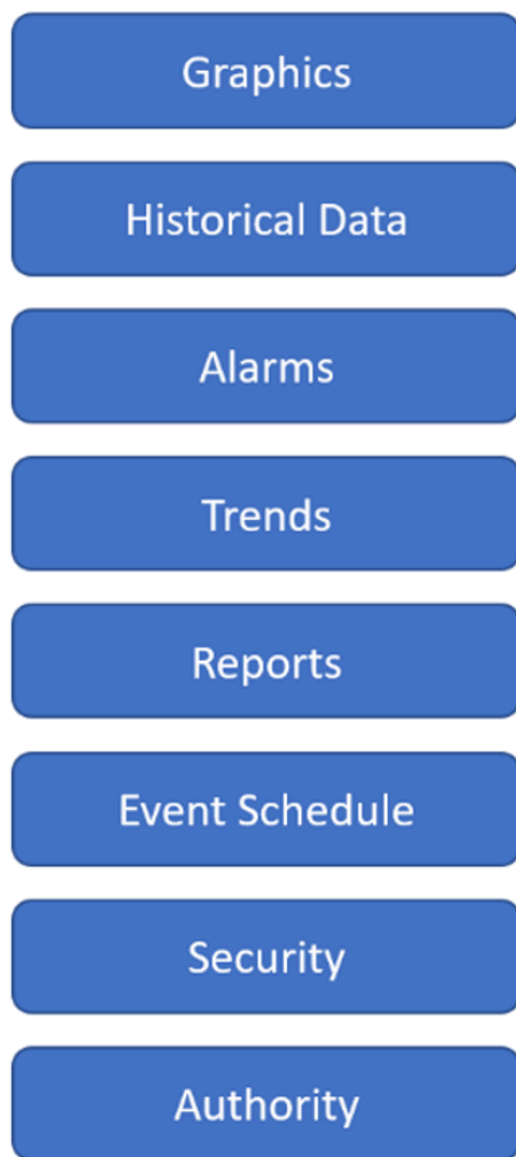 Graphics
Historical Data
Alarms
Trends
Reports
Event Schedule
Security
Authority